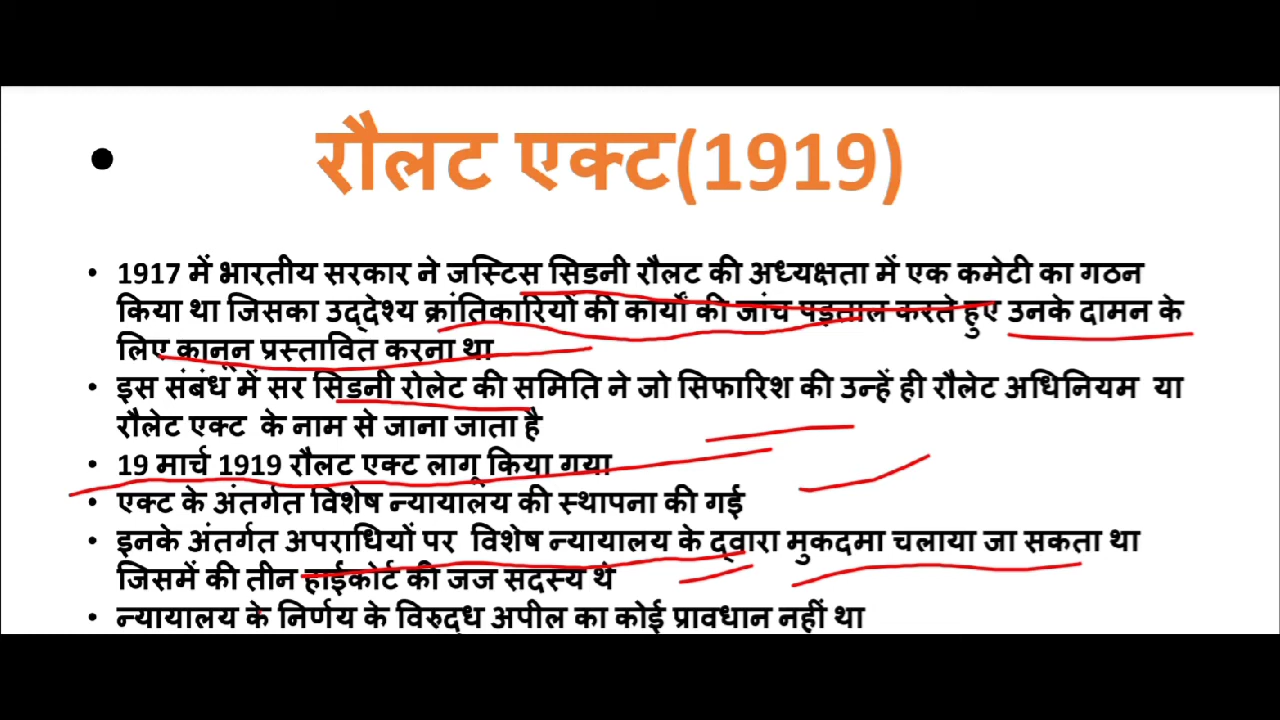 रौलट एक्ट(1919)
• 1917 में भारतीय सरकार ने जस्टिस सिडनी रौलट की अध्यक्षता में एक कमेटी का गठन
किया था जिसका उद्देश्य क्रांतिकारियों की कार्यों की जांच पड़ताल करते हुए उनके दामन के
लिए कानून प्रस्तावित करना था
• इस संबंध में सर सिडनी रोलेट की समिति ने जो सिफारिश की उन्हें ही रौलेट अधिनियम या
रौलेट एक्ट के नाम से जाना जाता है
• 19 मार्च 1919 रौलट एक्ट लागू किया गया
• एक्ट के अंतर्गत विशेष न्यायालय की स्थापना की गई
• इनके अंतर्गत अपराधियों पर विशेष न्यायालय के द्वारा मुकदमा चलाया जा सकता था
जिसमें की तीन हाईकोर्ट की जज सदस्य थे
• न्यायालय के निर्णय के विरुद्ध अपील का कोई प्रावधान नहीं था